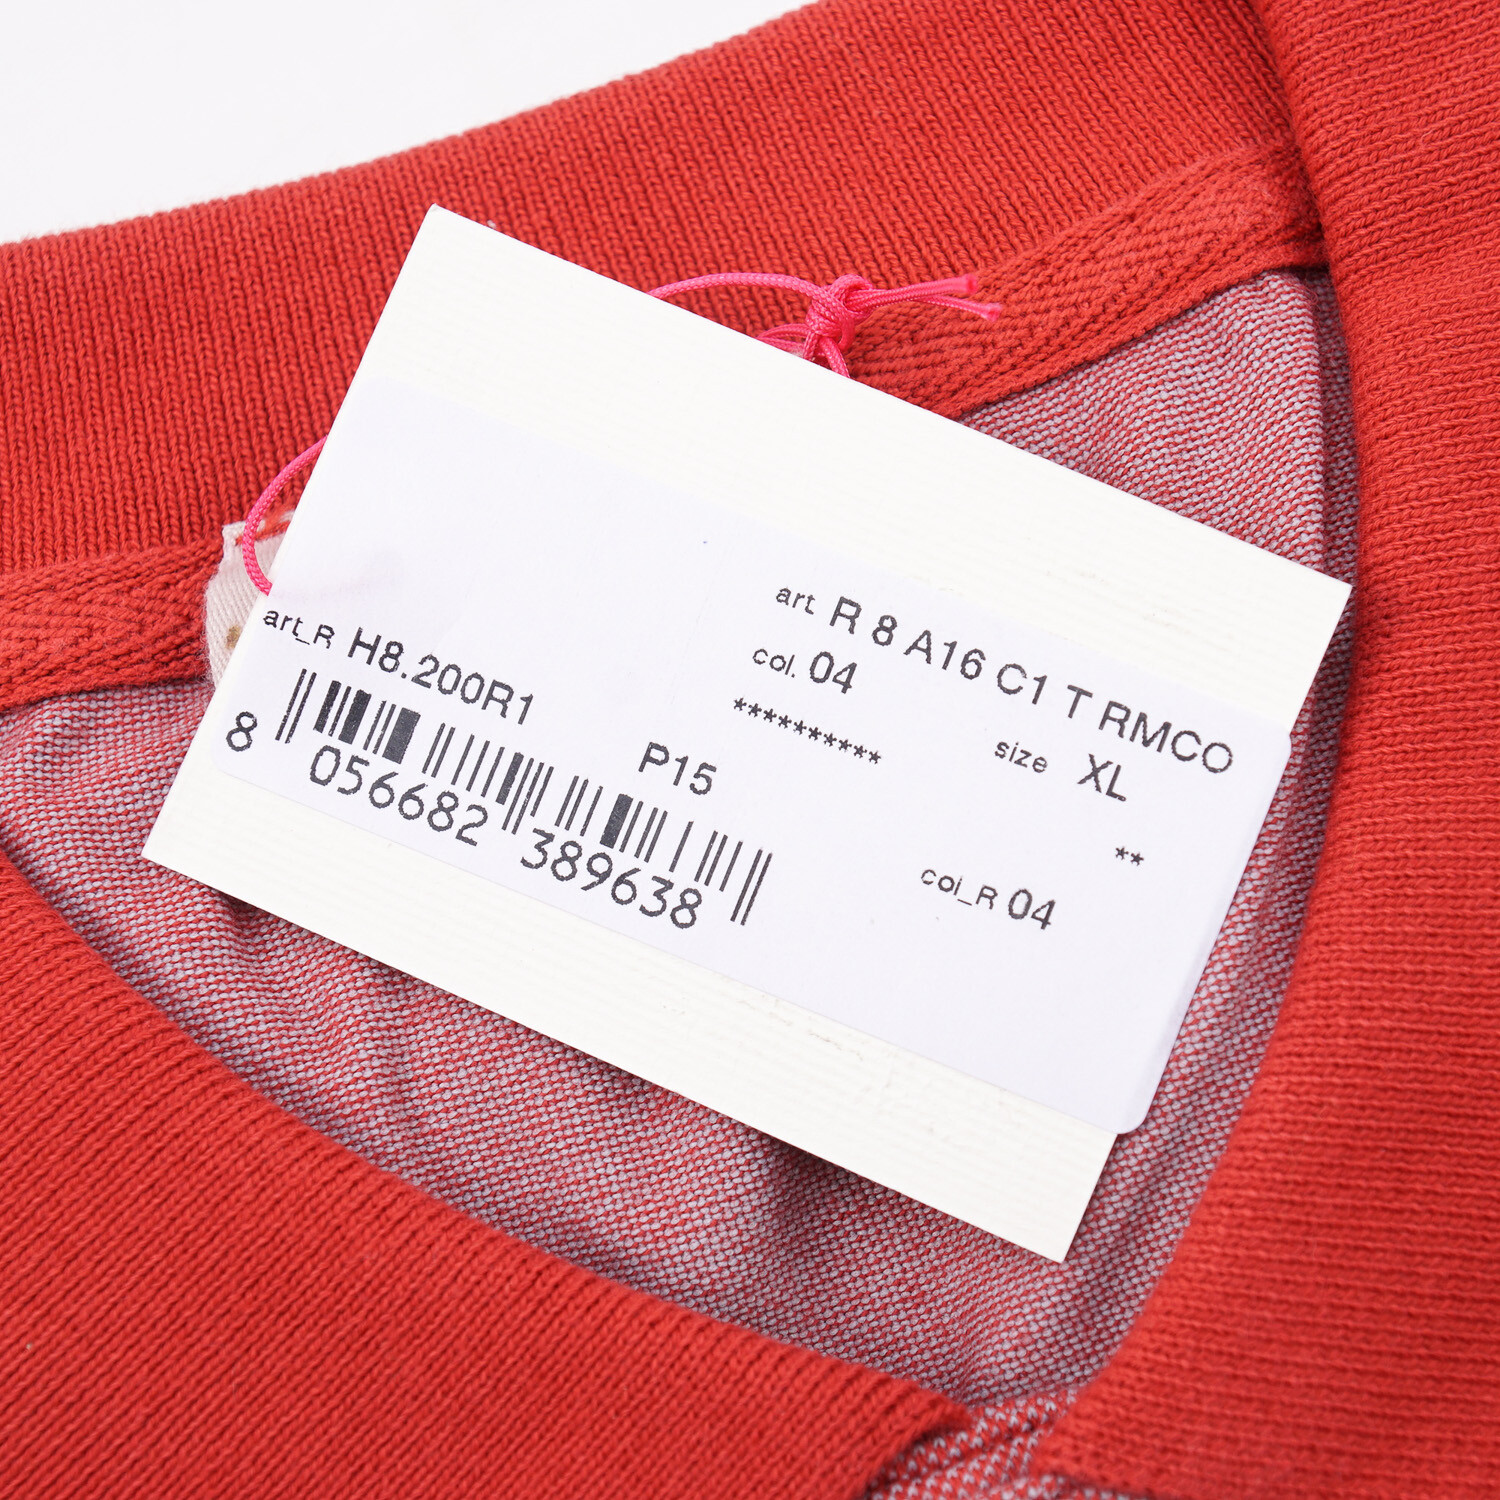 art R 8 A16 C1 T RMCO
col. 04
size XL
**********
**
art_R H8.200R1
P15
col_R 04
8 056682 389638